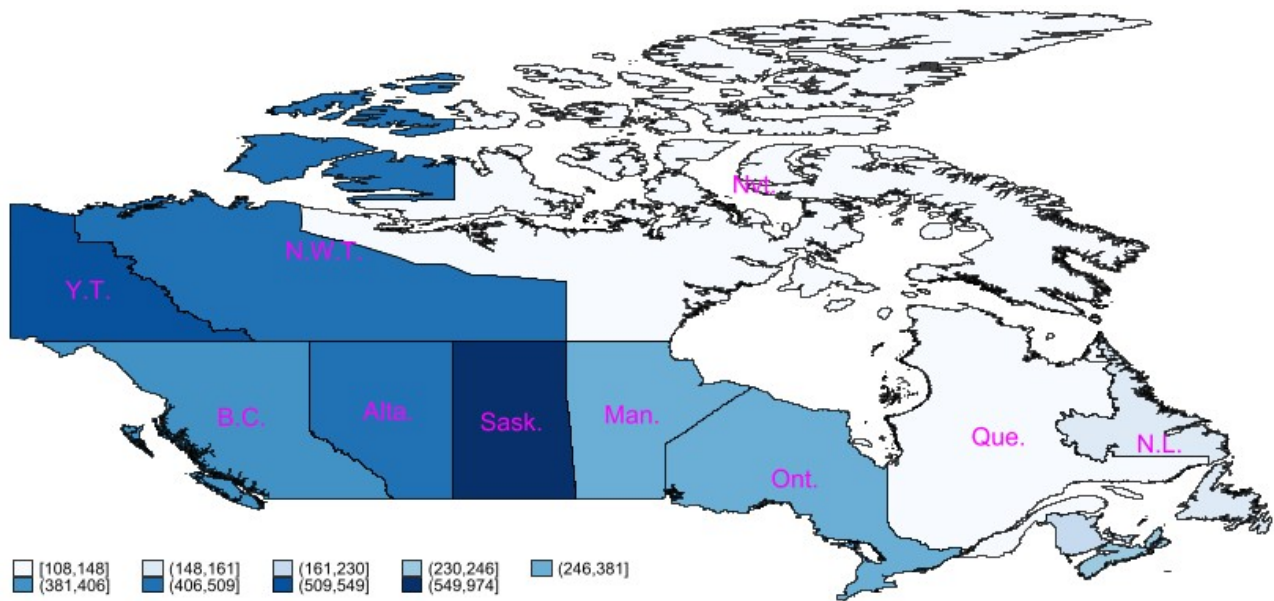 Nvt.
N.W.T.
Y.T.
B.C.
Alta.
Sask.
Man.
Que.
N.L.
Ont.
[108,148] (148,161] (161,230] (230,246] (246,381]
(381,406] (406,509] (509,549] (549,974]